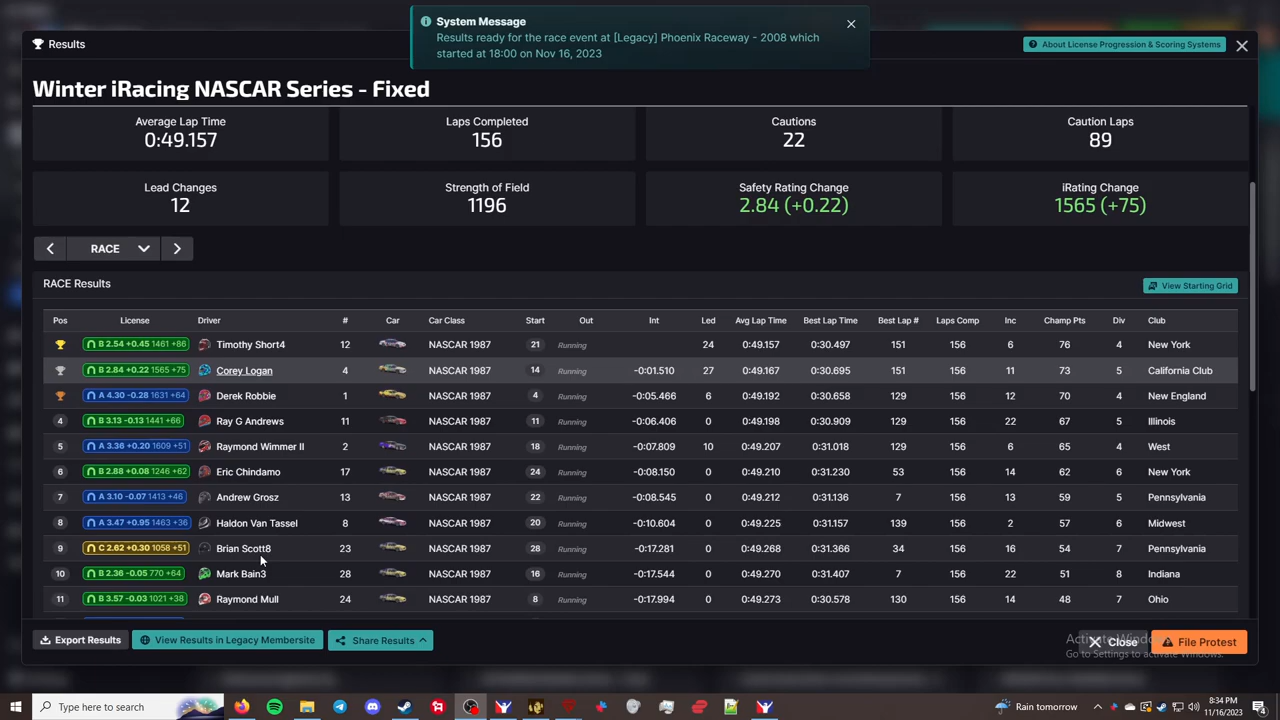 System Message
Results ready for the race event at [Legacy] Phoenix Raceway - 2008 which
started at 18:00 on Nov 16, 2023
Results
About License Progression & Scoring Systems
Winter iRacing NASCAR Series - Fixed
Average Lap Time Laps Completed Cautions Caution Laps
0:49.157 156 22 89
Lead Changes Strength of Field Safety Rating Change iRating Change
12 1196 2.84 (+0.22) 1565 (+75)
RACE
RACE Results
View Starting Grid
Pos License Driver # Car Car Class Start Out Int Led Avg Lap Time Best Lap Time Best Lap # Laps Comp Inc Champ Pts Div Club
B 2.54 +0.45 1461 +86 Timothy Short4 12 NASCAR 1987 21 Running 24 0:49.157 0:30.497 151 156 6 76 4 New York
B 2.84 +0.22 1565 +75 Corey Logan 4 NASCAR 1987 14 Running -0:01.510 27 0:49.167 0:30.695 151 156 11 73 5 California Club
A 4.30 -0.28 1631 +64 Derek Robbie 1 NASCAR 1987 4 Running -0:05.466 6 0:49.192 0:30.658 129 156 12 70 4 New England
4 B 3.13 -0.13 1441 +66 Ray G Andrews 11 NASCAR 1987 11 Running -0:06.406 0 0:49.198 0:30.909 129 156 22 67 5 Illinois
5 A 3.36 +0.20 1609 +51 Raymond Wimmer II 2 NASCAR 1987 18 Running -0:07.809 10 0:49.207 0:31.018 129 156 6 65 4 West
6 B 2.88 +0.08 1246 +62 Eric Chindamo 17 NASCAR 1987 24 Running -0:08.150 0 0:49.210 0:31.230 53 156 14 62 6 New York
7 A 3.10 -0.07 1413 +46 Andrew Grosz 13 NASCAR 1987 22 Running -0:08.545 0 0:49.212 0:31.136 7 156 13 59 5 Pennsylvania
8 A 3.47 +0.95 1463 +36 Haldon Van Tassel 8 NASCAR 1987 20 Running -0:10.604 0 0:49.225 0:31.157 139 156 2 57 6 Midwest
9 C 2.62 +0.30 1058 +51 Brian Scott8 23 NASCAR 1987 28 Running -0:17.281 0 0:49.268 0:31.366 34 156 16 54 7 Pennsylvania
10 B 2.36 -0.05 770 +64 Mark Bain3 28 NASCAR 1987 16 Running -0:17.544 0 0:49.270 0:31.407 7 156 22 51 8 Indiana
11 B 3.57 -0.03 1021 +38 Raymond Mull 24 NASCAR 1987 8 Running -0:17.994 0 0:49.273 0:30.578 130 156 14 48 7 Ohio
Export Results View Results in Legacy Membersite Share Results Close File Protest
Activate Windows
Go to Settings to activate Windows.
Type here to search
Rain tomorrow
8:34 PM
11/16/2023